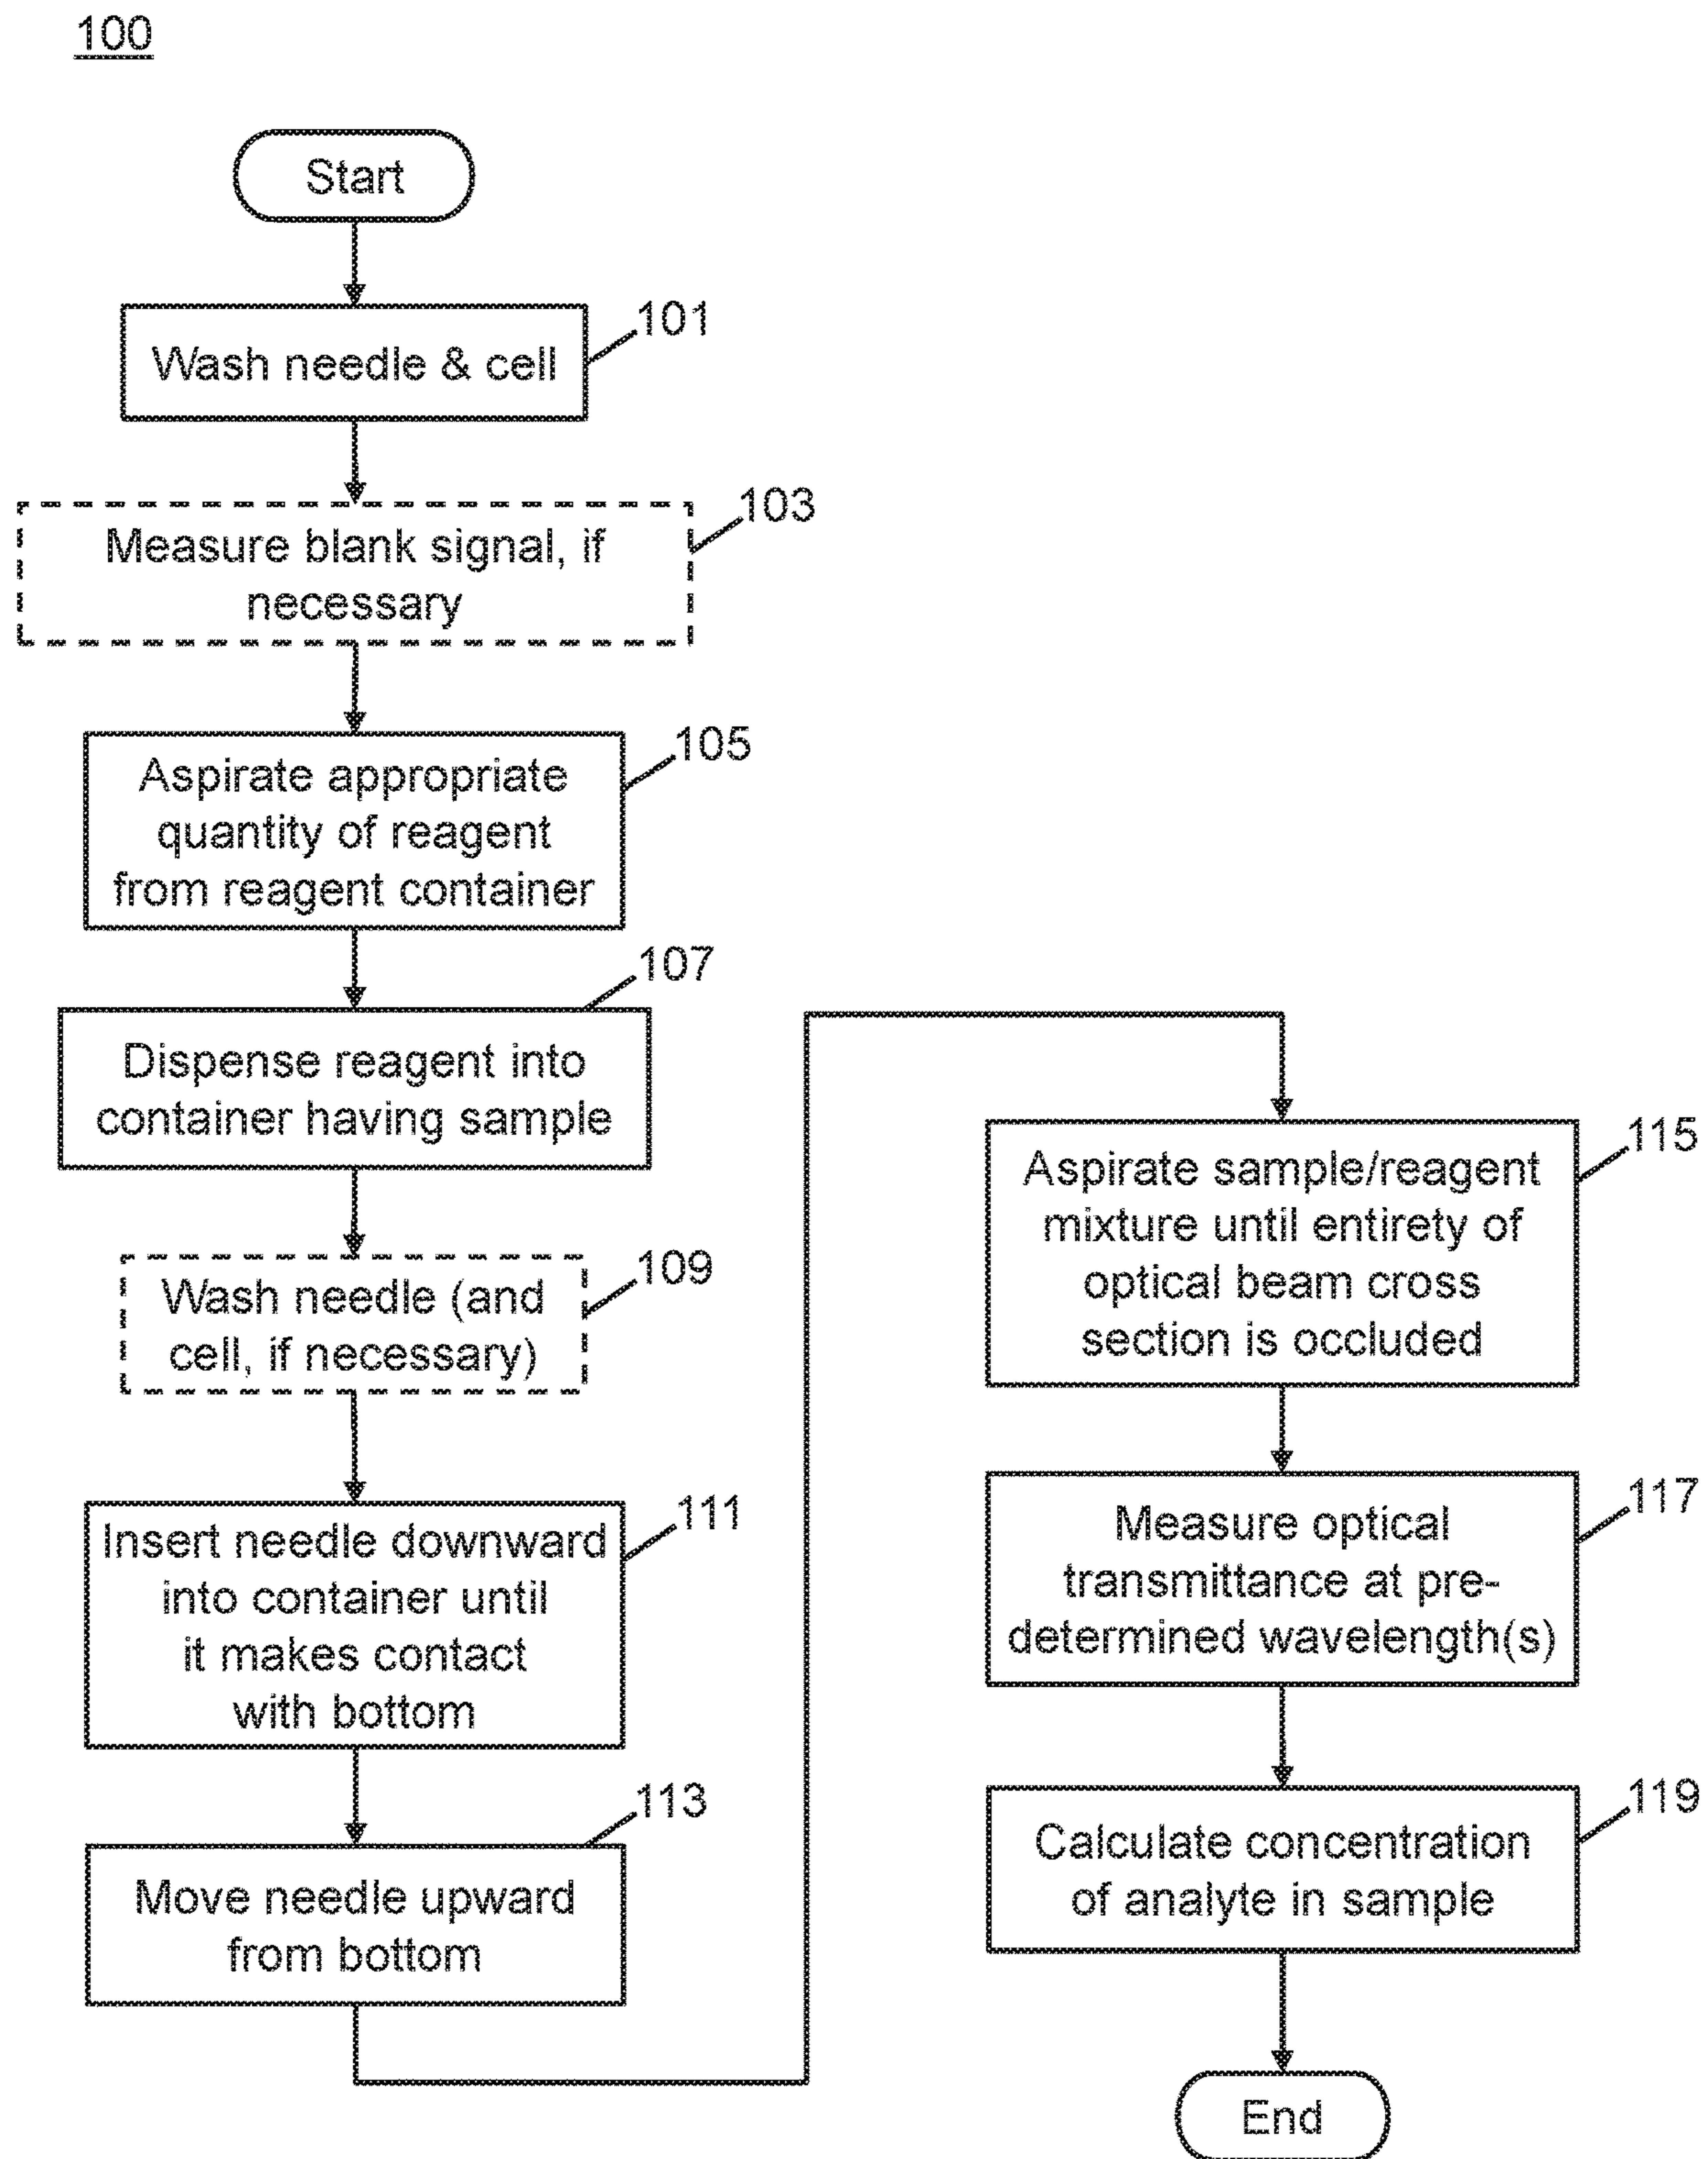 100
Start
101
Wash needle & cell
103
Measure blank signal, if
necessary
105
Aspirate appropriate
quantity of reagent
from reagent container
107
Dispense reagent into
container having sample
109
Wash needle (and
cell, if necessary)
111
Insert needle downward
into container until
it makes contact
with bottom
113
Move needle upward
from bottom
115
Aspirate sample/reagent
mixture until entirety of
optical beam cross
section is occluded
117
Measure optical
transmittance at pre-
determined wavelength(s)
119
Calculate concentration
of analyte in sample
End